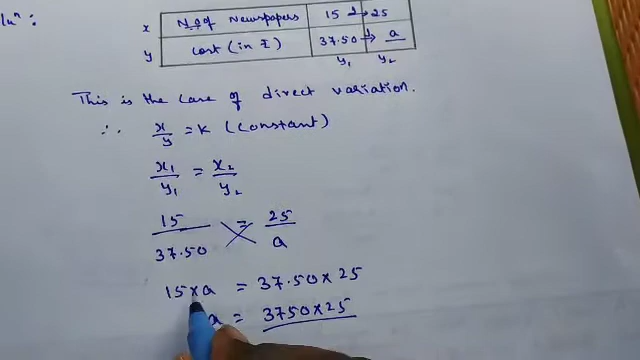 luⁿ:
x No of Newspapers 15 25
y Cost (in ₹) 37.50 a
y₁ y₂
This is the case of direct variation.
∴ x/y = K (Constant)
x₁/y₁ = x₂/y₂
15/37.50 = 25/a
15 × a = 37.50 × 25
a = 3750 × 25